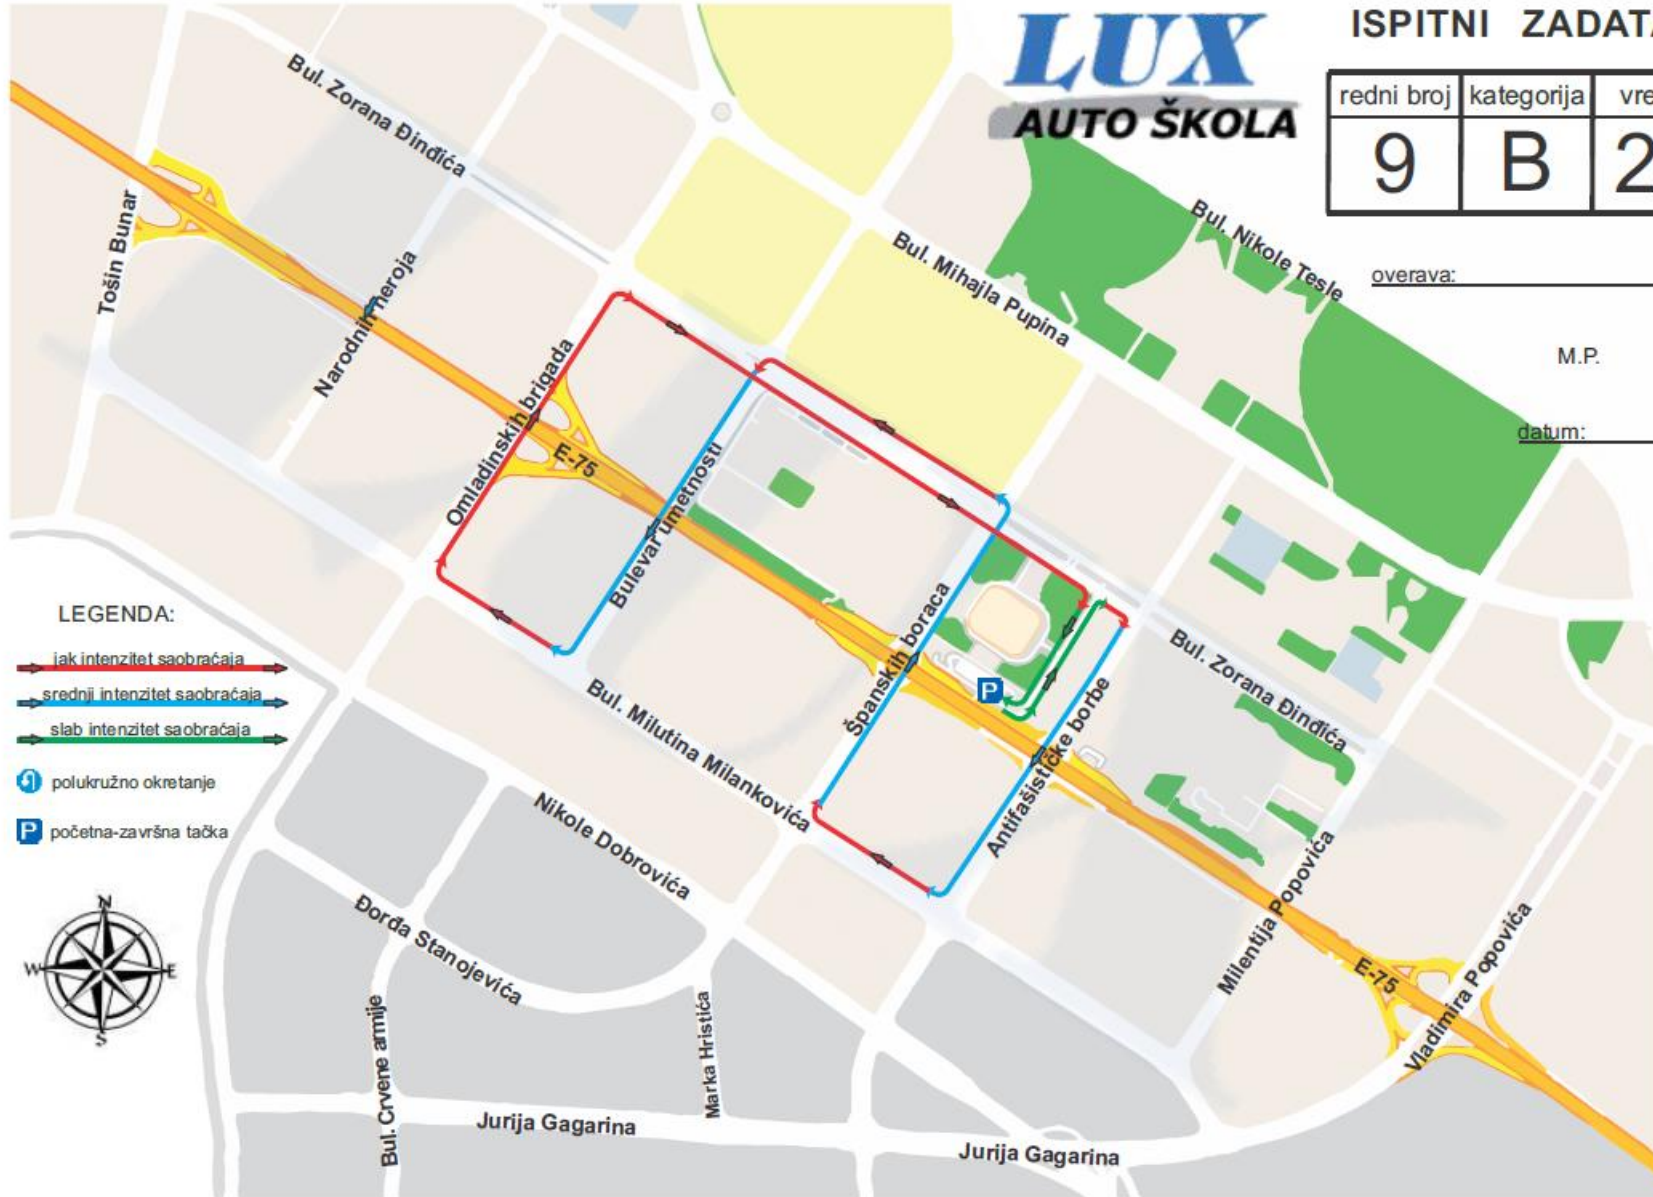 LUX
AUTO ŠKOLA
ISPITNI ZADATA
redni broj kategorija vre
9 B 2
overava:
M.P.
datum:
Bul. Zorana Đinđića
Tošin Bunar
Narodnih heroja
Bul. Mihajla Pupina
Bul. Nikole Tesle
Omladinskih brigada
E-75
Bulevar umetnosti
Španskih boraca
P
Antifašističke borbe
Bul. Zorana Đinđića
Bul. Milutina Milankovića
Nikole Dobrovića
Đorđa Stanojevića
Bul. Crvene armije
Marka Hristića
Jurija Gagarina
Jurija Gagarina
Milentija Popovića
E-75
Vladimira Popovića
LEGENDA:
jak intenzitet saobraćaja
srednji intenzitet saobraćaja
slab intenzitet saobraćaja
polukružno okretanje
P početna-završna tačka
N
W E
S